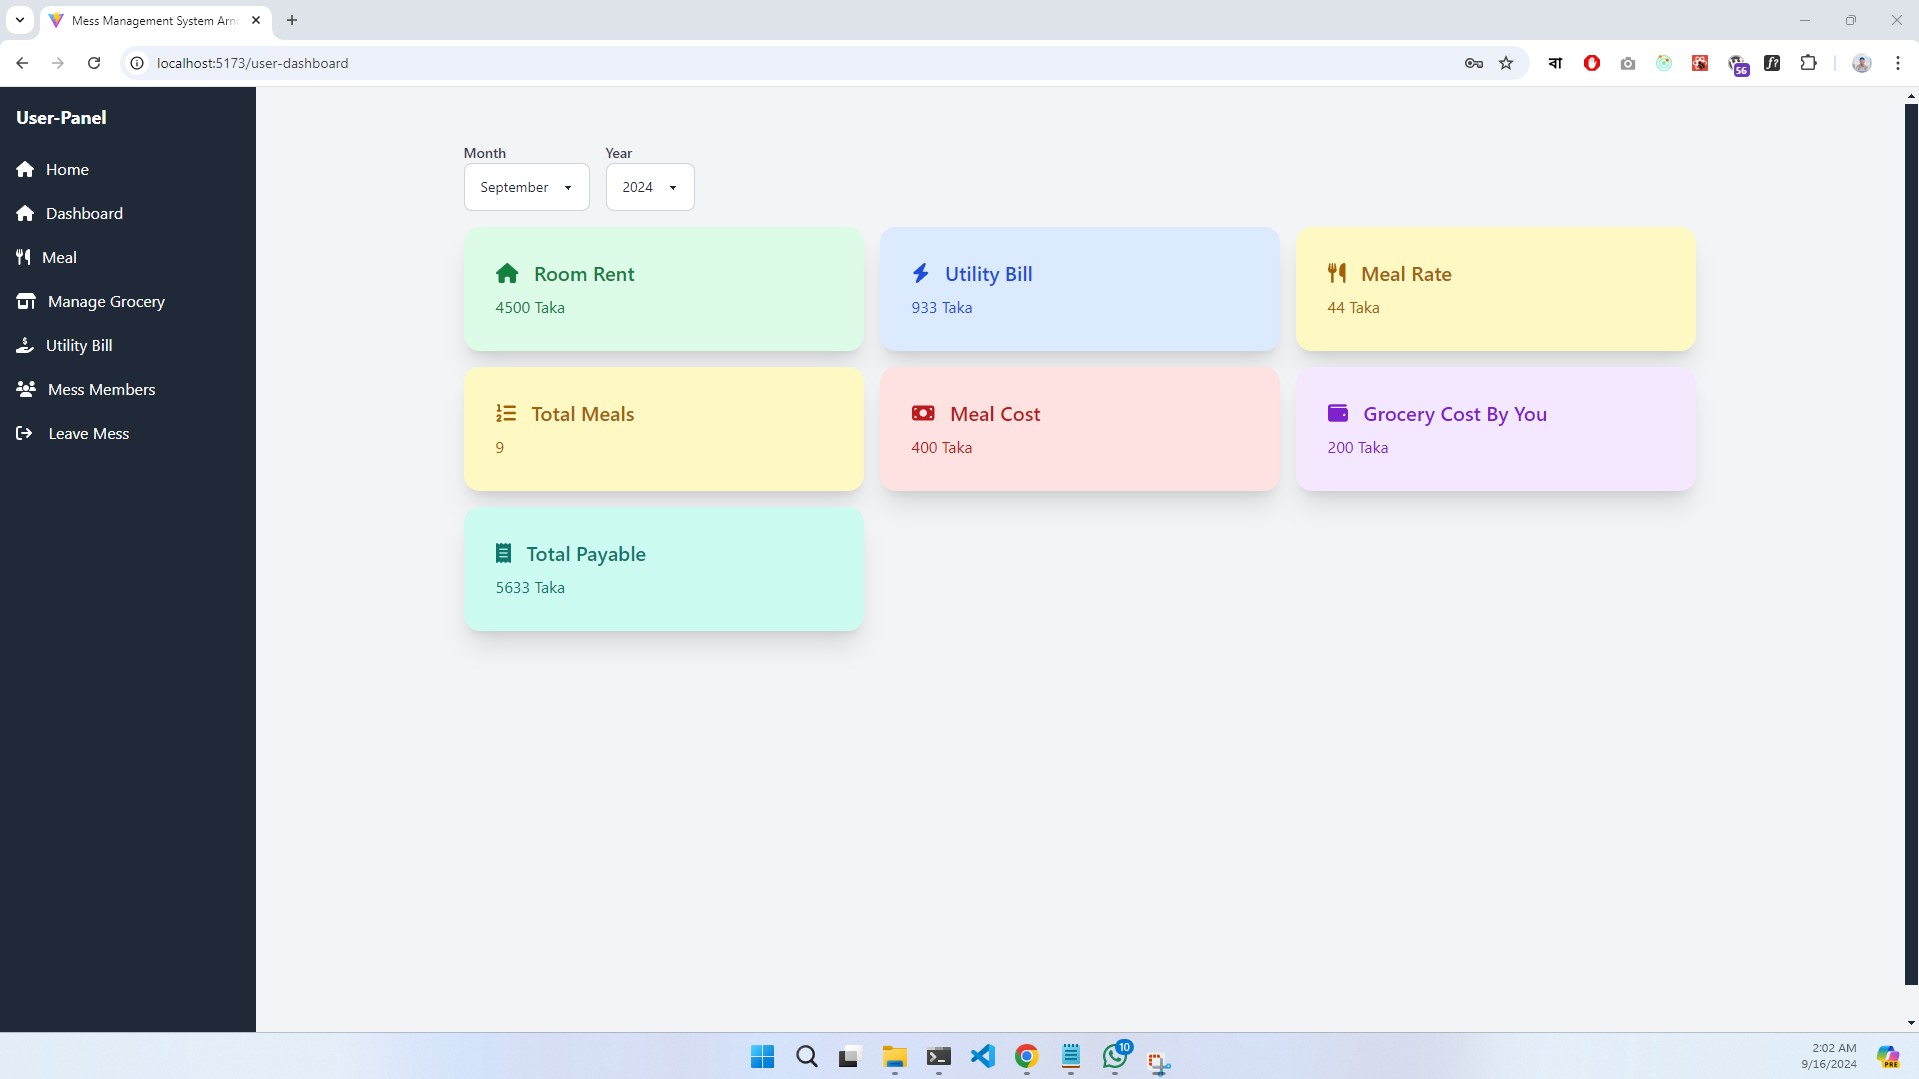 Mess Management System Arn
localhost:5173/user-dashboard
বা
56
f?
User-Panel
Home
Dashboard
Meal
Manage Grocery
Utility Bill
Mess Members
Leave Mess
Month
Year
September
2024
Room Rent
4500 Taka
Utility Bill
933 Taka
Meal Rate
44 Taka
Total Meals
9
Meal Cost
400 Taka
Grocery Cost By You
200 Taka
Total Payable
5633 Taka
10
2:02 AM
9/16/2024
PRE